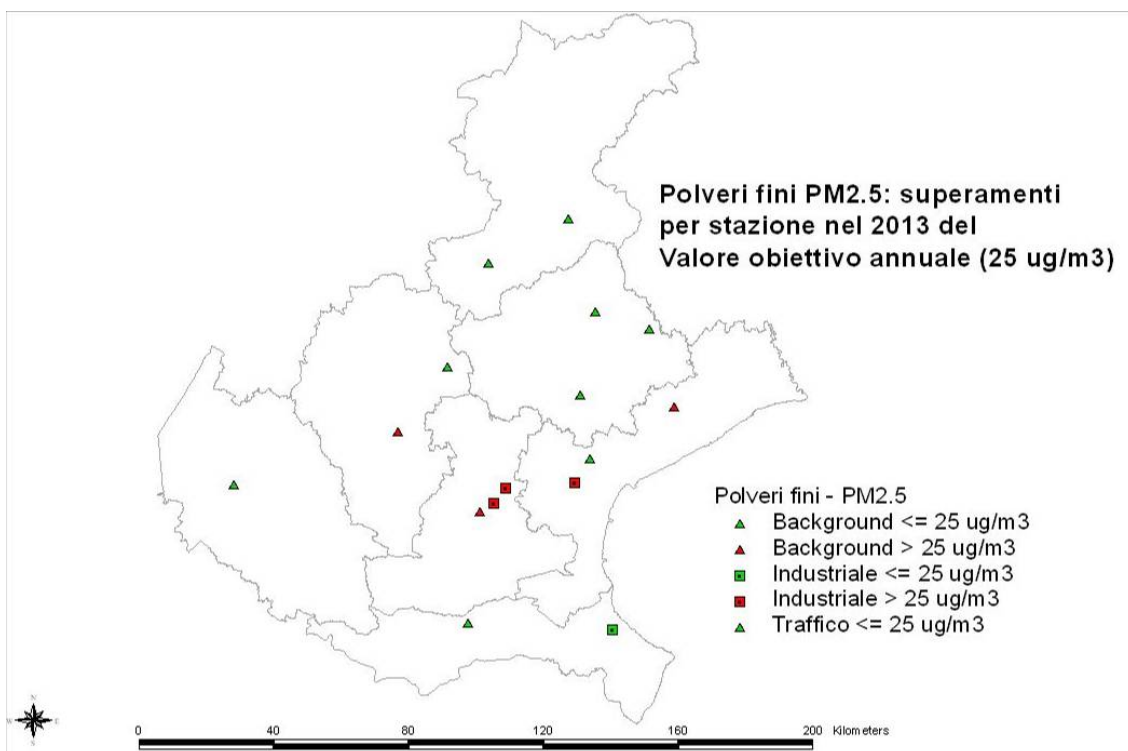 Polveri fini PM2.5: superamenti
per stazione nel 2013 del
Valore obiettivo annuale (25 ug/m3)
Polveri fini - PM2.5
Background <= 25 ug/m3
Background > 25 ug/m3
Industriale <= 25 ug/m3
Industriale > 25 ug/m3
Traffico <= 25 ug/m3
N
W E
S
0 40 80 120 160 200 Kilometers